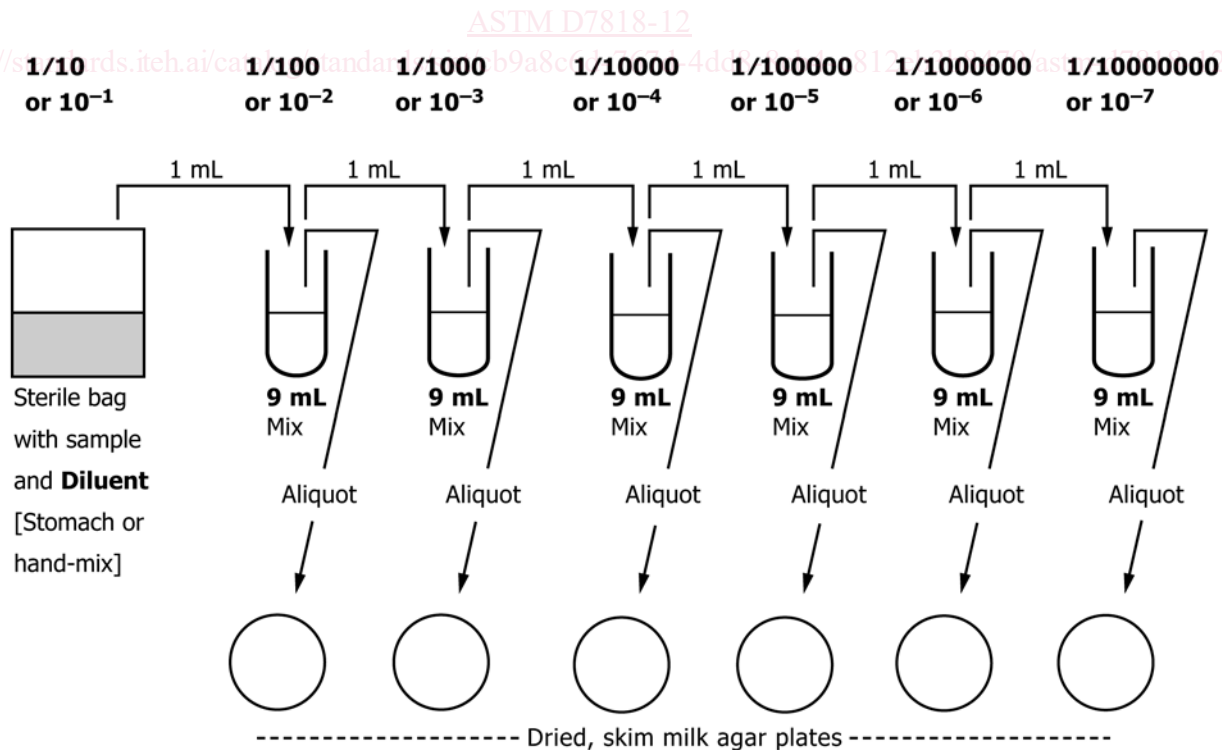 ASTM D7818-12
1/10 1/100 1/1000 1/10000 1/100000 1/1000000 1/10000000
or 10⁻¹ or 10⁻² or 10⁻³ or 10⁻⁴ or 10⁻⁵ or 10⁻⁶ or 10⁻⁷
1 mL 1 mL 1 mL 1 mL 1 mL 1 mL
Sterile bag
with sample
and Diluent
[Stomach or
hand-mix]
9 mL 9 mL 9 mL 9 mL 9 mL 9 mL
Mix Mix Mix Mix Mix Mix
Aliquot Aliquot Aliquot Aliquot Aliquot Aliquot
Dried, skim milk agar plates